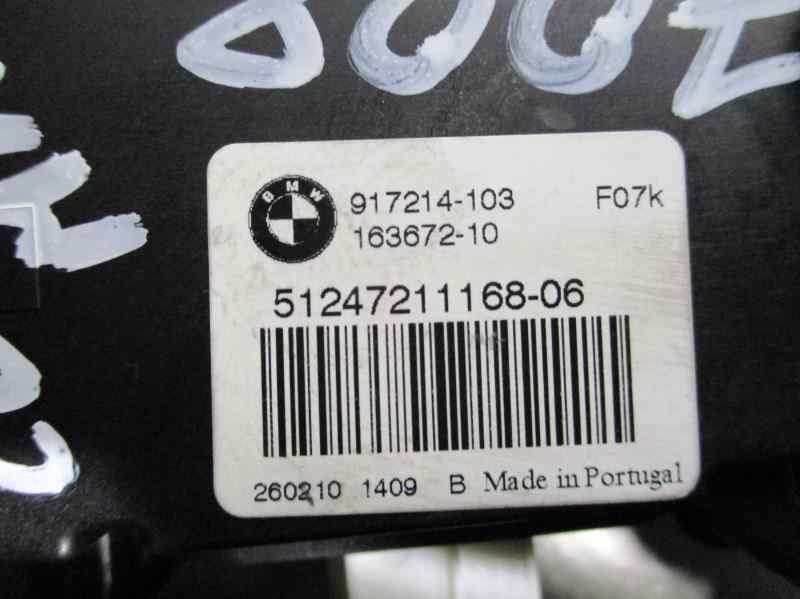 BMW
917214-103 F07k
163672-10
51247211168-06
260210 1409 B Made in Portugal